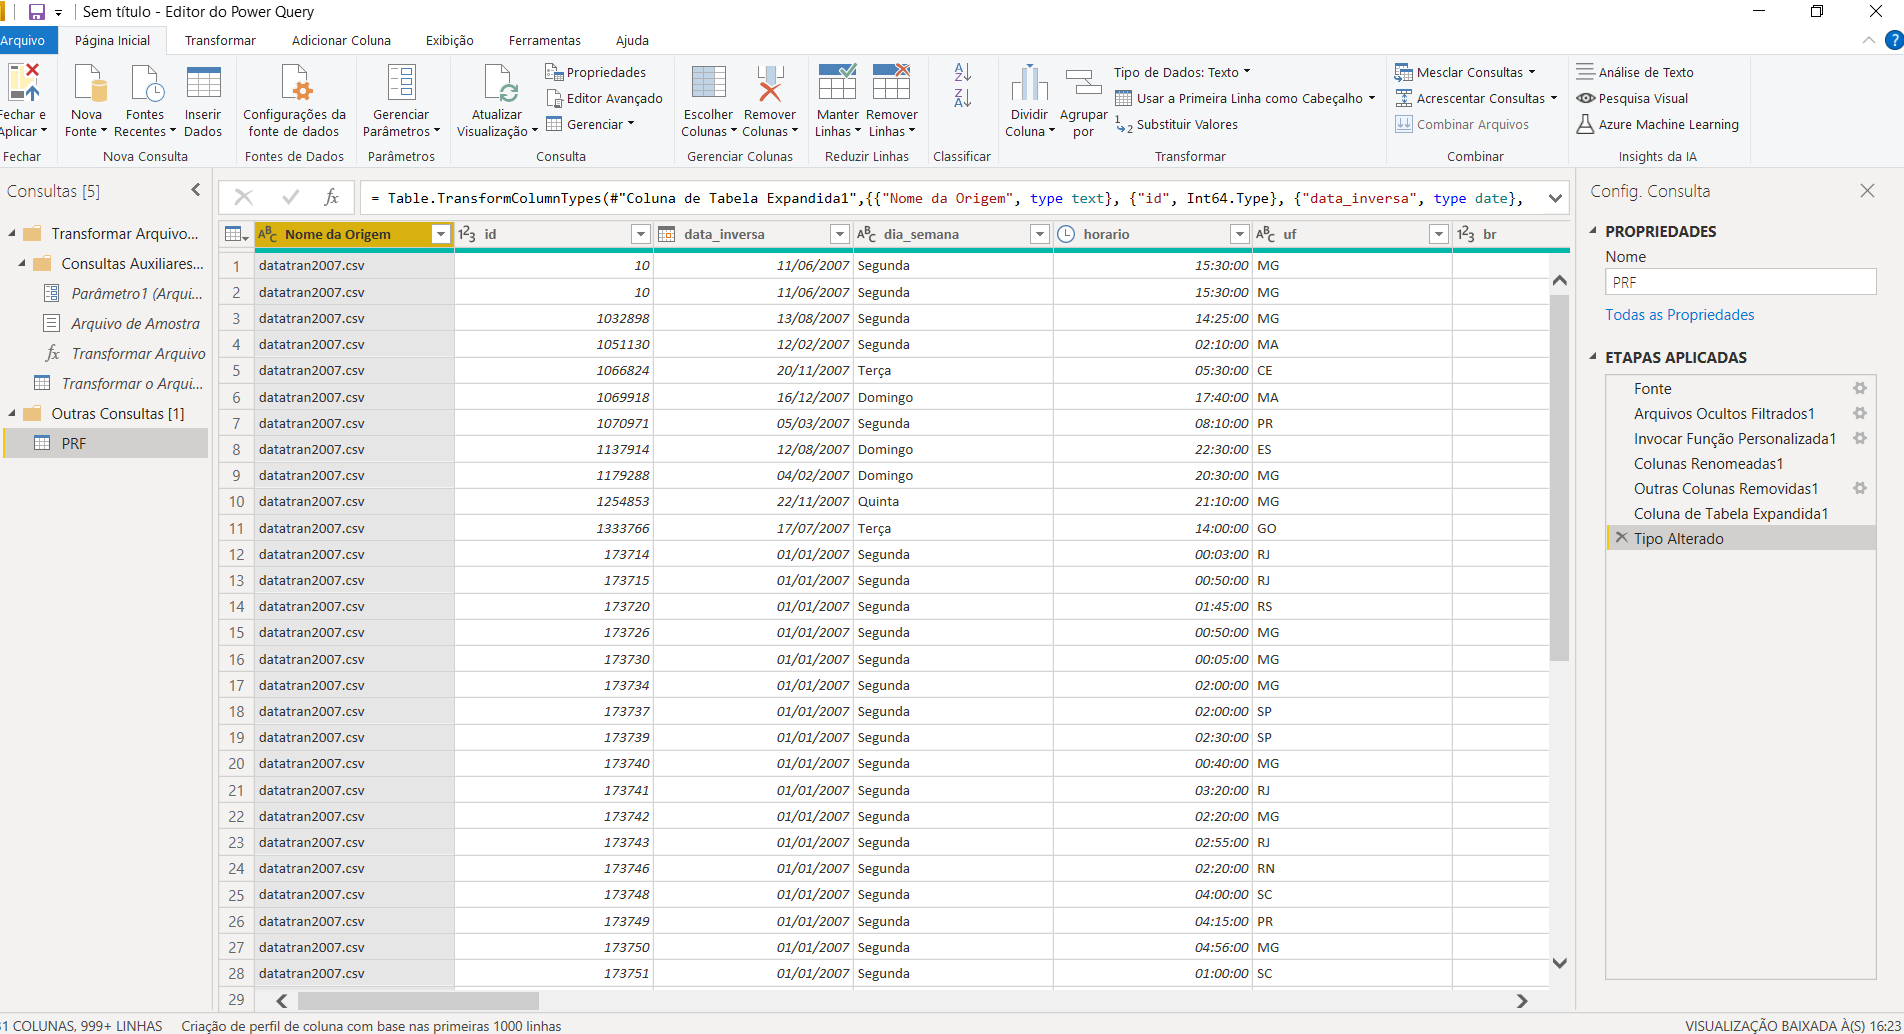 Sem título - Editor do Power Query
Arquivo Página Inicial Transformar Adicionar Coluna Exibição Ferramentas Ajuda
Fechar e Aplicar
Nova Fonte
Fontes Recentes
Inserir Dados
Configurações da fonte de dados
Gerenciar Parâmetros
Atualizar Visualização
Propriedades
Editor Avançado
Gerenciar
Escolher Colunas
Remover Colunas
Manter Linhas
Remover Linhas
Dividir Coluna
Agrupar por
Tipo de Dados: Texto
Usar a Primeira Linha como Cabeçalho
Substituir Valores
Mesclar Consultas
Acrescentar Consultas
Combinar Arquivos
Análise de Texto
Pesquisa Visual
Azure Machine Learning
Fechar Nova Consulta Fontes de Dados Parâmetros Consulta Gerenciar Colunas Reduzir Linhas Classificar Transformar Combinar Insights da IA
Consultas [5]
Transformar Arquivo...
Consultas Auxiliares...
Parâmetro1 (Arqui...
Arquivo de Amostra
fx Transformar Arquivo
Transformar o Arqui...
Outras Consultas [1]
PRF
fx = Table.TransformColumnTypes(#"Coluna de Tabela Expandida1",{{"Nome da Origem", type text}, {"id", Int64.Type}, {"data_inversa", type date},
ABC Nome da Origem 123 id data_inversa ABC dia_semana horario ABC uf 123 br
1 datatran2007.csv 10 11/06/2007 Segunda 15:30:00 MG
2 datatran2007.csv 10 11/06/2007 Segunda 15:30:00 MG
3 datatran2007.csv 1032898 13/08/2007 Segunda 14:25:00 MG
4 datatran2007.csv 1051130 12/02/2007 Segunda 02:10:00 MA
5 datatran2007.csv 1066824 20/11/2007 Terça 05:30:00 CE
6 datatran2007.csv 1069918 16/12/2007 Domingo 17:40:00 MA
7 datatran2007.csv 1070971 05/03/2007 Segunda 08:10:00 PR
8 datatran2007.csv 1137914 12/08/2007 Domingo 22:30:00 ES
9 datatran2007.csv 1179288 04/02/2007 Domingo 20:30:00 MG
10 datatran2007.csv 1254853 22/11/2007 Quinta 21:10:00 MG
11 datatran2007.csv 1333766 17/07/2007 Terça 14:00:00 GO
12 datatran2007.csv 173714 01/01/2007 Segunda 00:03:00 RJ
13 datatran2007.csv 173715 01/01/2007 Segunda 00:50:00 RJ
14 datatran2007.csv 173720 01/01/2007 Segunda 01:45:00 RS
15 datatran2007.csv 173726 01/01/2007 Segunda 00:50:00 MG
16 datatran2007.csv 173730 01/01/2007 Segunda 00:05:00 MG
17 datatran2007.csv 173734 01/01/2007 Segunda 02:00:00 MG
18 datatran2007.csv 173737 01/01/2007 Segunda 02:00:00 SP
19 datatran2007.csv 173739 01/01/2007 Segunda 02:30:00 SP
20 datatran2007.csv 173740 01/01/2007 Segunda 00:40:00 MG
21 datatran2007.csv 173741 01/01/2007 Segunda 03:20:00 RJ
22 datatran2007.csv 173742 01/01/2007 Segunda 02:20:00 MG
23 datatran2007.csv 173743 01/01/2007 Segunda 02:55:00 RJ
24 datatran2007.csv 173746 01/01/2007 Segunda 02:20:00 RN
25 datatran2007.csv 173748 01/01/2007 Segunda 04:00:00 SC
26 datatran2007.csv 173749 01/01/2007 Segunda 04:15:00 PR
27 datatran2007.csv 173750 01/01/2007 Segunda 04:56:00 MG
28 datatran2007.csv 173751 01/01/2007 Segunda 01:00:00 SC
29
Config. Consulta
PROPRIEDADES
Nome
PRF
Todas as Propriedades
ETAPAS APLICADAS
Fonte
Arquivos Ocultos Filtrados1
Invocar Função Personalizada1
Colunas Renomeadas1
Outras Colunas Removidas1
Coluna de Tabela Expandida1
Tipo Alterado
31 COLUNAS, 999+ LINHAS Criação de perfil de coluna com base nas primeiras 1000 linhas VISUALIZAÇÃO BAIXADA À(S) 16:23